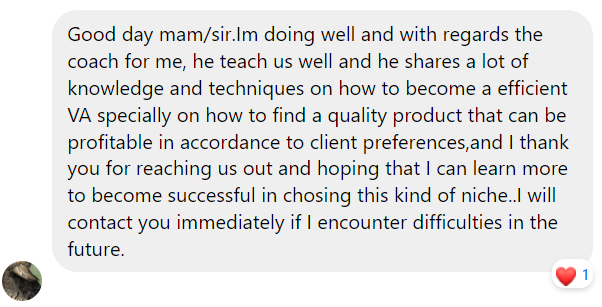 Good day mam/sir.Im doing well and with regards the
coach for me, he teach us well and he shares a lot of
knowledge and techniques on how to become a efficient
VA specially on how to find a quality product that can be
profitable in accordance to client preferences,and I thank
you for reaching us out and hoping that I can learn more
to become successful in chosing this kind of niche..I will
contact you immediately if I encounter difficulties in the
future.
1